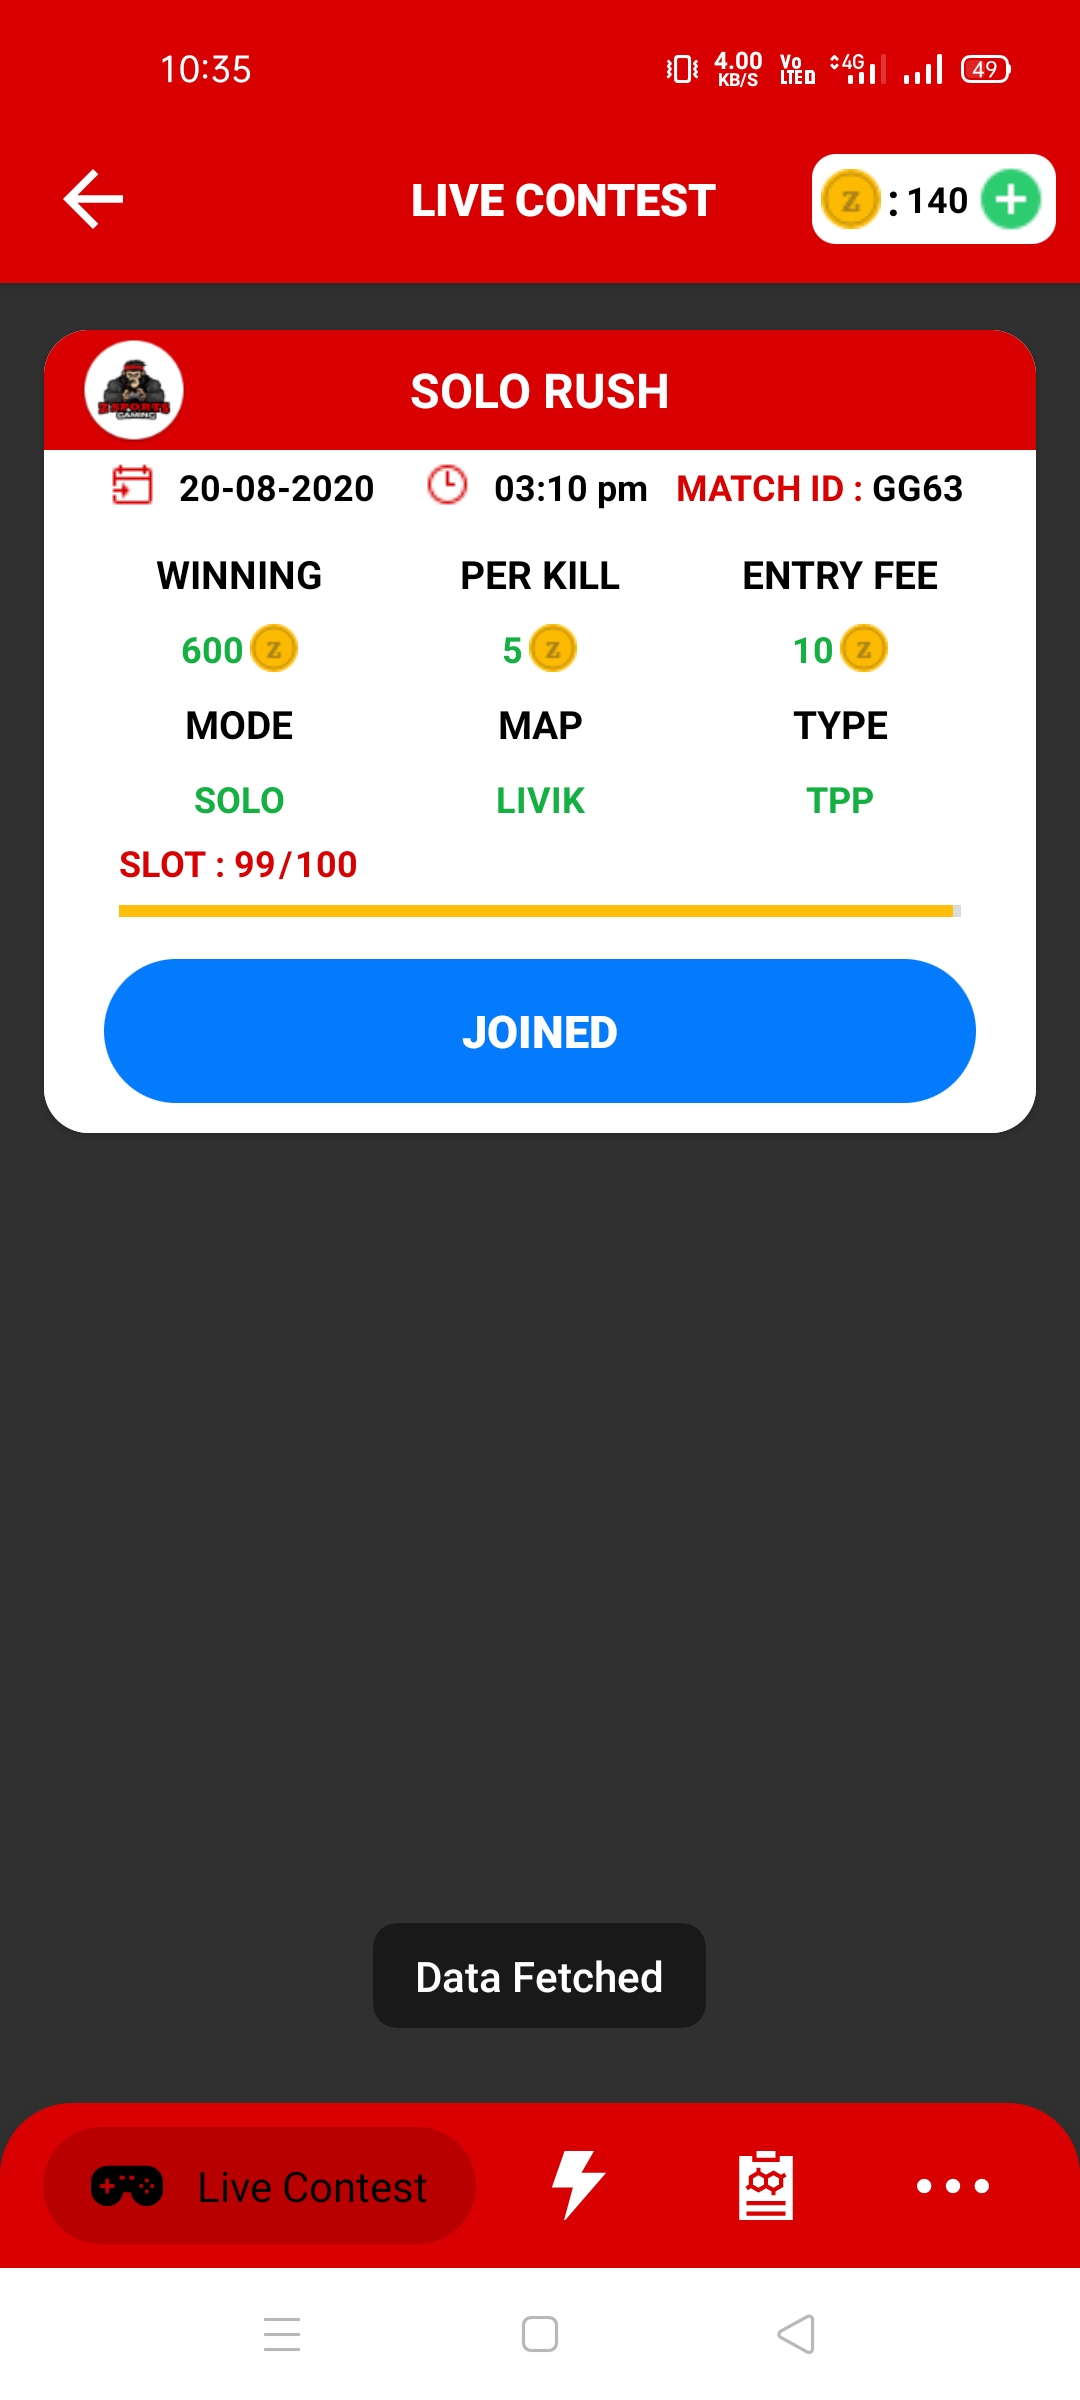 10:35 4.00 KB/S Vo LTE 4G 49
LIVE CONTEST Z : 140
SOLO RUSH
ZSPORTS
GAMING
20-08-2020 03:10 pm MATCH ID : GG63
WINNING PER KILL ENTRY FEE
600 Z 5 Z 10 Z
MODE MAP TYPE
SOLO LIVIK TPP
SLOT : 99/100
JOINED
Data Fetched
Live Contest